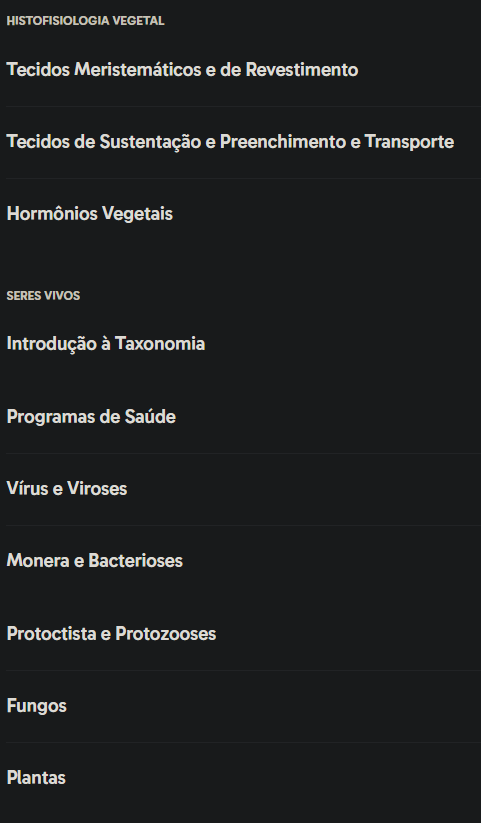 HISTOFISIOLOGIA VEGETAL
Tecidos Meristemáticos e de Revestimento
Tecidos de Sustentação e Preenchimento e Transporte
Hormônios Vegetais
SERES VIVOS
Introdução à Taxonomia
Programas de Saúde
Vírus e Viroses
Monera e Bacterioses
Protoctista e Protozooses
Fungos
Plantas